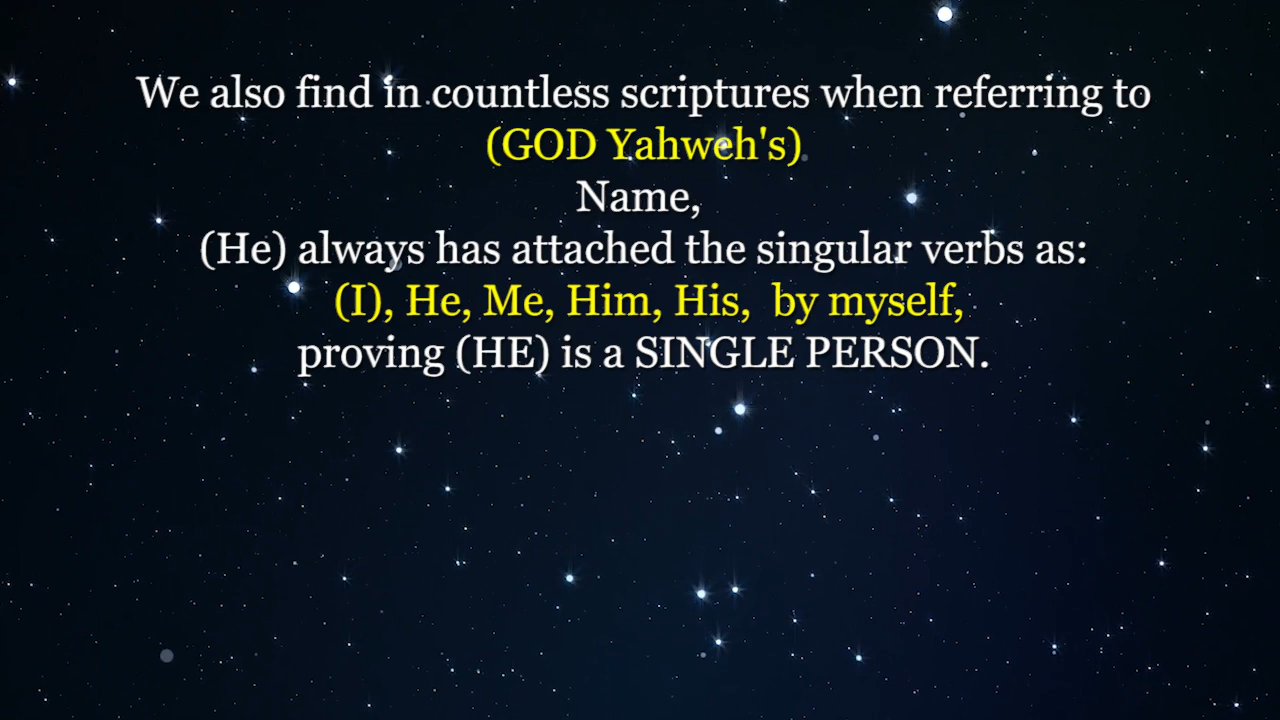 We also find in countless scriptures when referring to
(GOD Yahweh's)
Name,
(He) always has attached the singular verbs as:
(I), He, Me, Him, His,  by myself,
proving (HE) is a SINGLE PERSON.